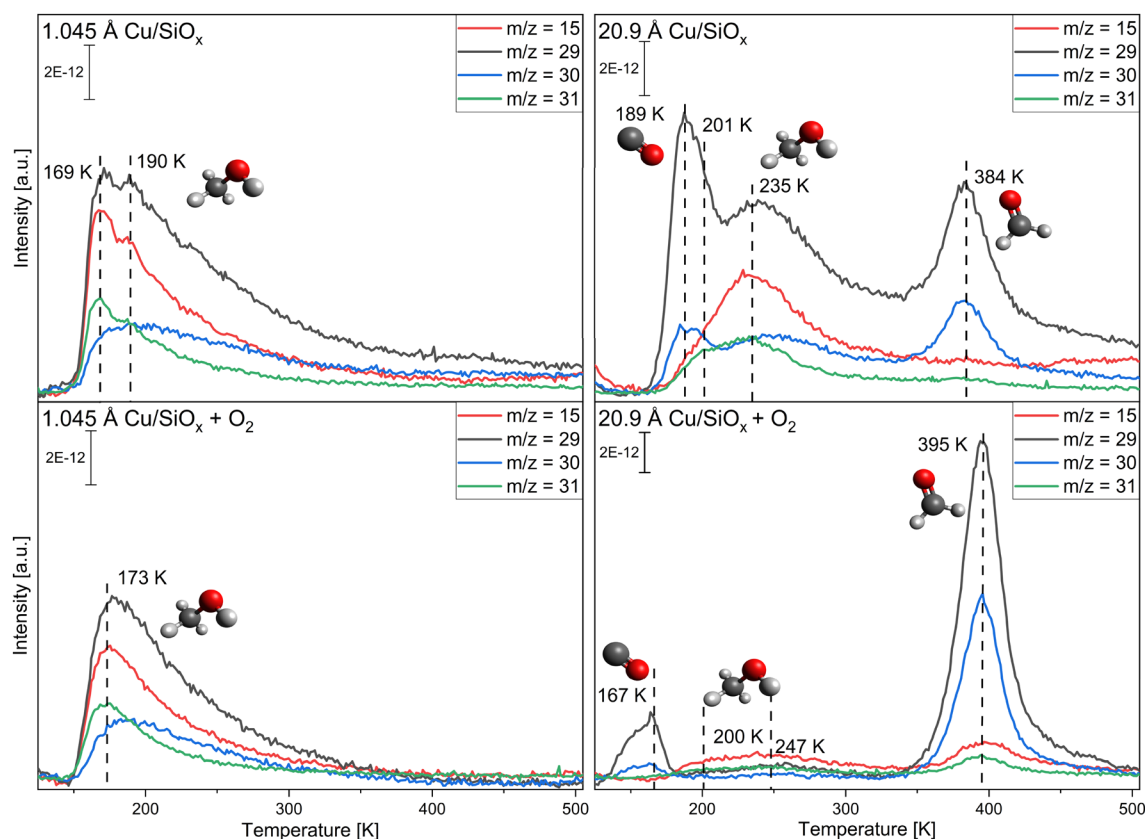 1.045 Å Cu/SiOₓ
2E-12
m/z = 15
m/z = 29
m/z = 30
m/z = 31
169 K
190 K
Intensity [a.u.]
20.9 Å Cu/SiOₓ
2E-12
m/z = 15
m/z = 29
m/z = 30
m/z = 31
189 K
201 K
235 K
384 K
1.045 Å Cu/SiOₓ + O₂
2E-12
m/z = 15
m/z = 29
m/z = 30
m/z = 31
173 K
Intensity [a.u.]
200 300 400 500
Temperature [K]
20.9 Å Cu/SiOₓ + O₂
2E-12
m/z = 15
m/z = 29
m/z = 30
m/z = 31
395 K
167 K
200 K
247 K
200 300 400 500
Temperature [K]